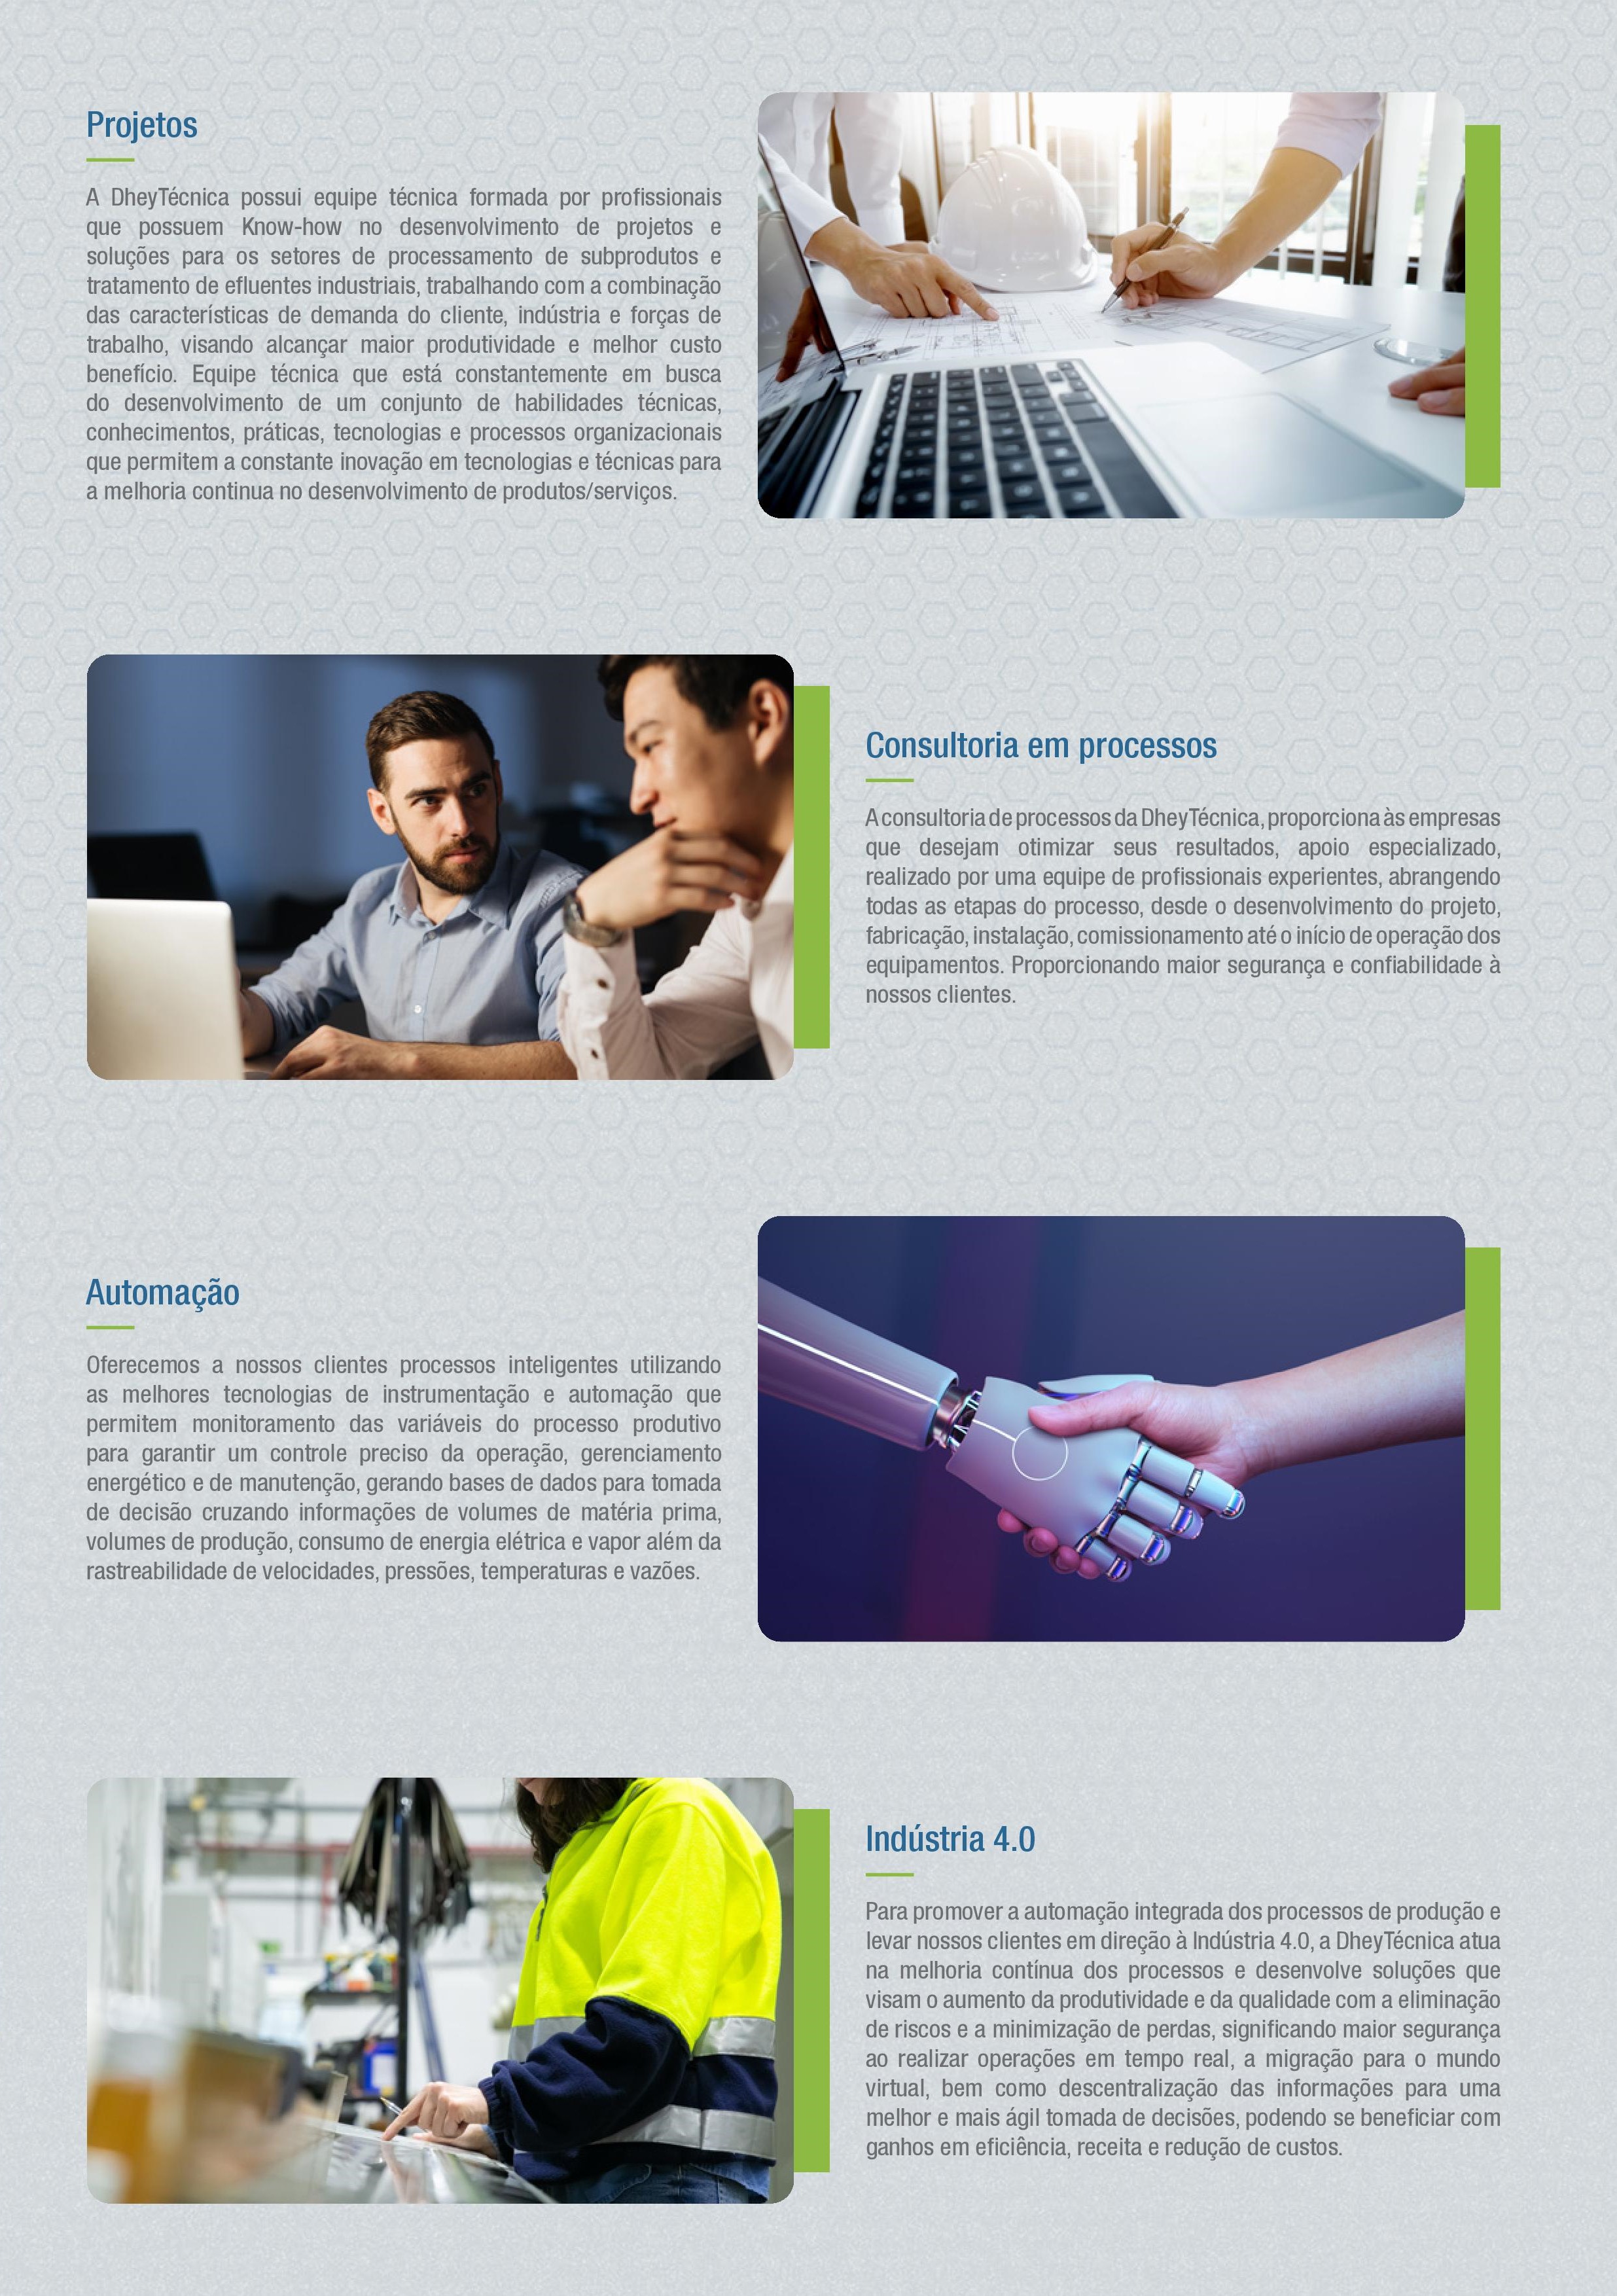 Projetos
A DheyTécnica possui equipe técnica formada por profissionais
que possuem Know-how no desenvolvimento de projetos e
soluções para os setores de processamento de subprodutos e
tratamento de efluentes industriais, trabalhando com a combinação
das características de demanda do cliente, indústria e forças de
trabalho, visando alcançar maior produtividade e melhor custo
benefício. Equipe técnica que está constantemente em busca
do desenvolvimento de um conjunto de habilidades técnicas,
conhecimentos, práticas, tecnologias e processos organizacionais
que permitem a constante inovação em tecnologias e técnicas para
a melhoria continua no desenvolvimento de produtos/serviços.
Consultoria em processos
A consultoria de processos da DheyTécnica, proporciona às empresas
que desejam otimizar seus resultados, apoio especializado,
realizado por uma equipe de profissionais experientes, abrangendo
todas as etapas do processo, desde o desenvolvimento do projeto,
fabricação, instalação, comissionamento até o início de operação dos
equipamentos. Proporcionando maior segurança e confiabilidade à
nossos clientes.
Automação
Oferecemos a nossos clientes processos inteligentes utilizando
as melhores tecnologias de instrumentação e automação que
permitem monitoramento das variáveis do processo produtivo
para garantir um controle preciso da operação, gerenciamento
energético e de manutenção, gerando bases de dados para tomada
de decisão cruzando informações de volumes de matéria prima,
volumes de produção, consumo de energia elétrica e vapor além da
rastreabilidade de velocidades, pressões, temperaturas e vazões.
Indústria 4.0
Para promover a automação integrada dos processos de produção e
levar nossos clientes em direção à Indústria 4.0, a DheyTécnica atua
na melhoria contínua dos processos e desenvolve soluções que
visam o aumento da produtividade e da qualidade com a eliminação
de riscos e a minimização de perdas, significando maior segurança
ao realizar operações em tempo real, a migração para o mundo
virtual, bem como descentralização das informações para uma
melhor e mais ágil tomada de decisões, podendo se beneficiar com
ganhos em eficiência, receita e redução de custos.